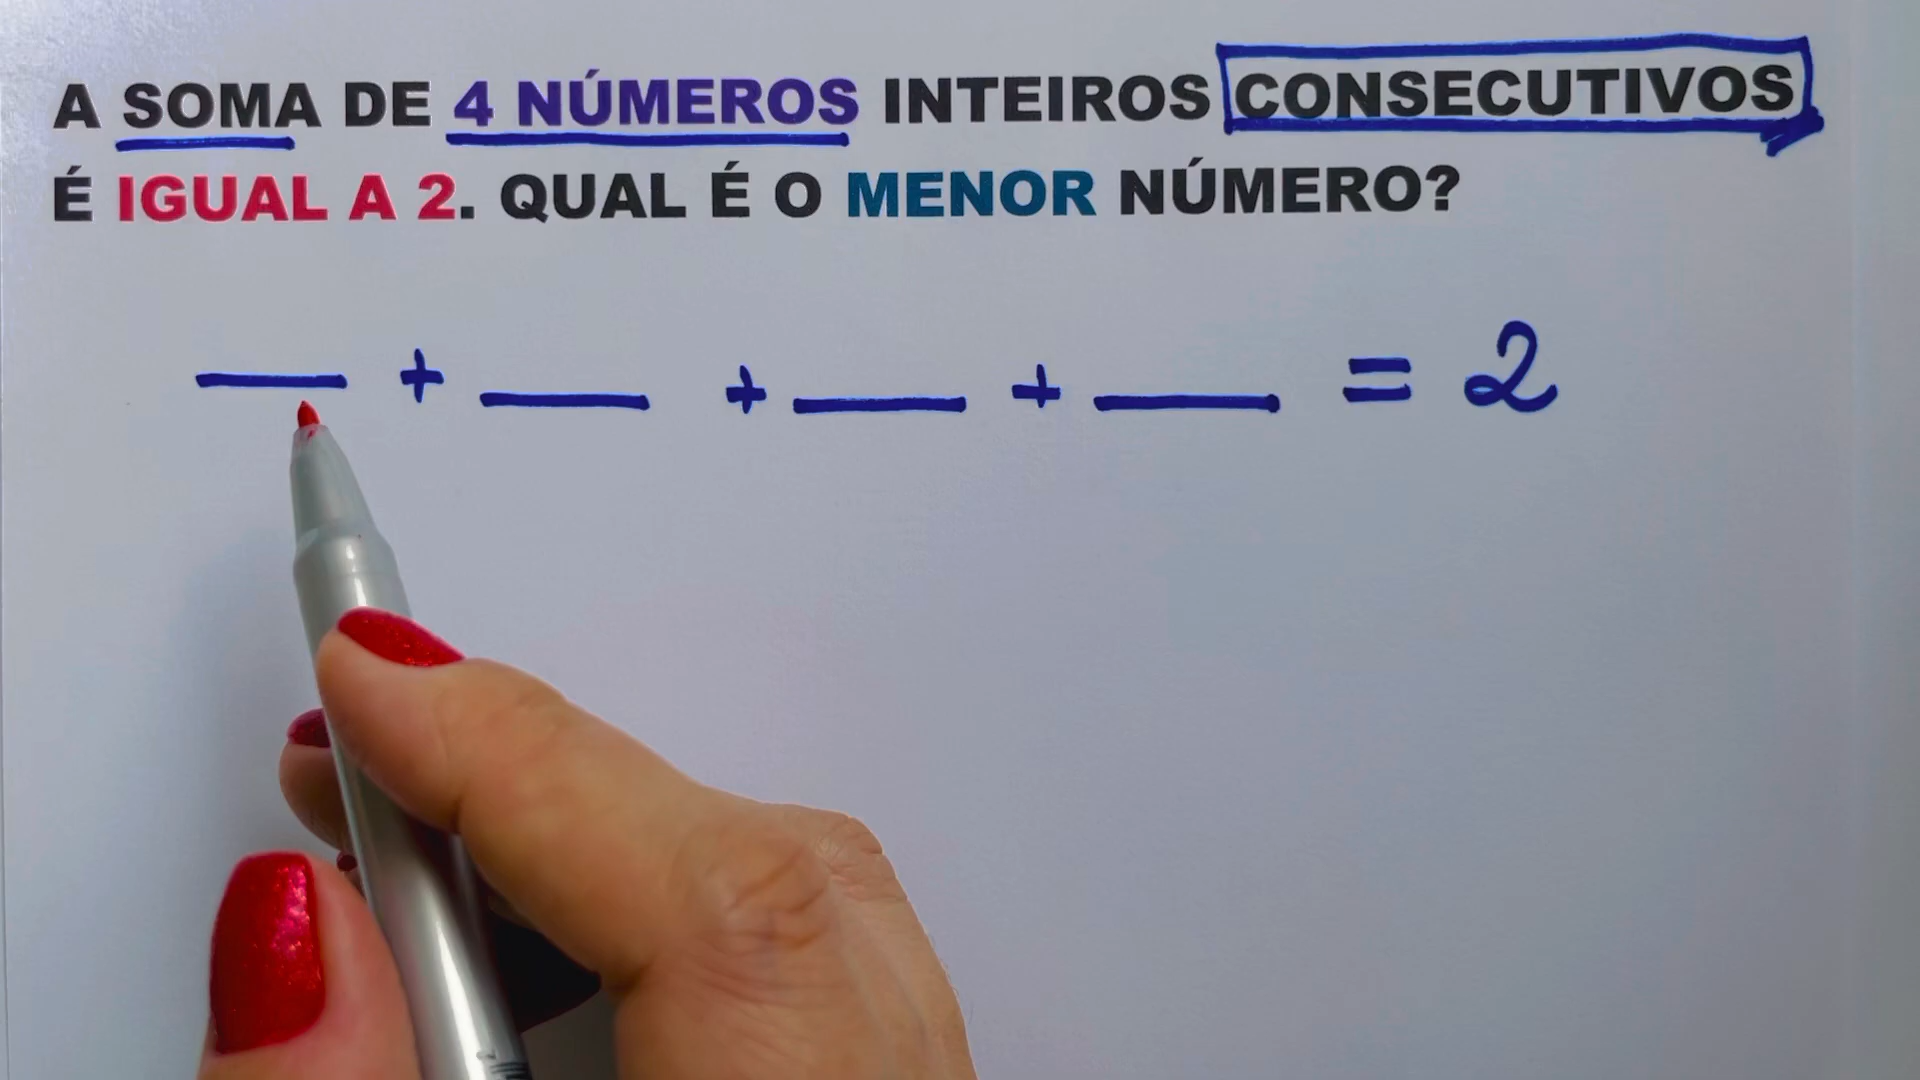 A SOMA DE 4 NÚMEROS INTEIROS CONSECUTIVOS
É IGUAL A 2. QUAL É O MENOR NÚMERO?
__ + __ + __ + __ = 2